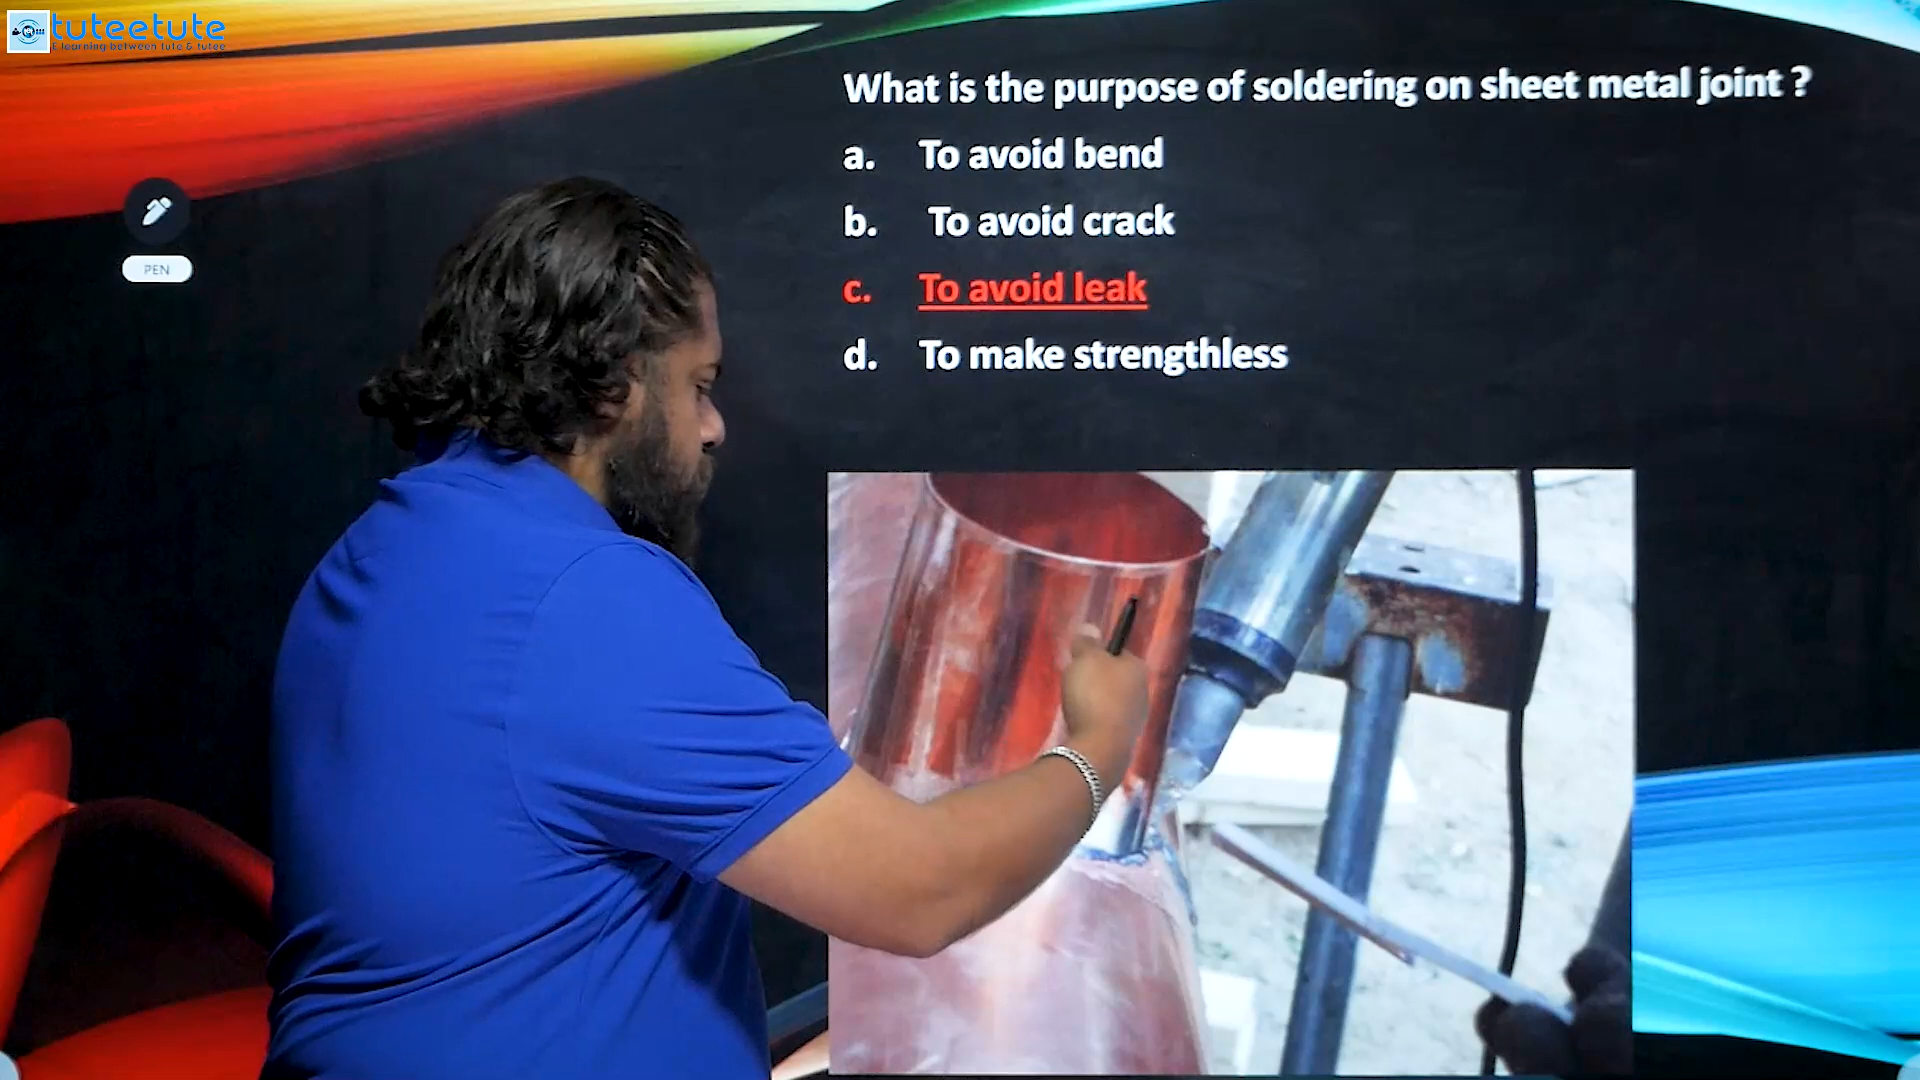 tuteetute
E learning between tute & tutee
What is the purpose of soldering on sheet metal joint ?
a. To avoid bend
b. To avoid crack
c. To avoid leak
d. To make strengthless
PEN